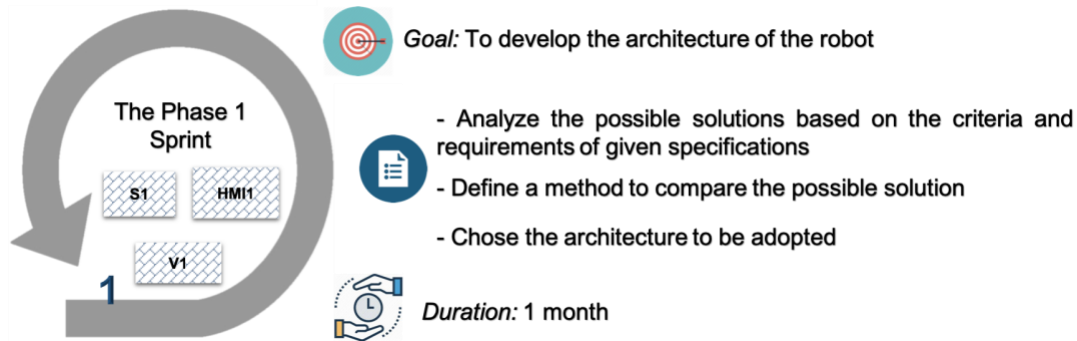 The Phase 1
Sprint
S1
HMI1
V1
1
Goal: To develop the architecture of the robot
- Analyze the possible solutions based on the criteria and
requirements of given specifications
- Define a method to compare the possible solution
- Chose the architecture to be adopted
Duration: 1 month